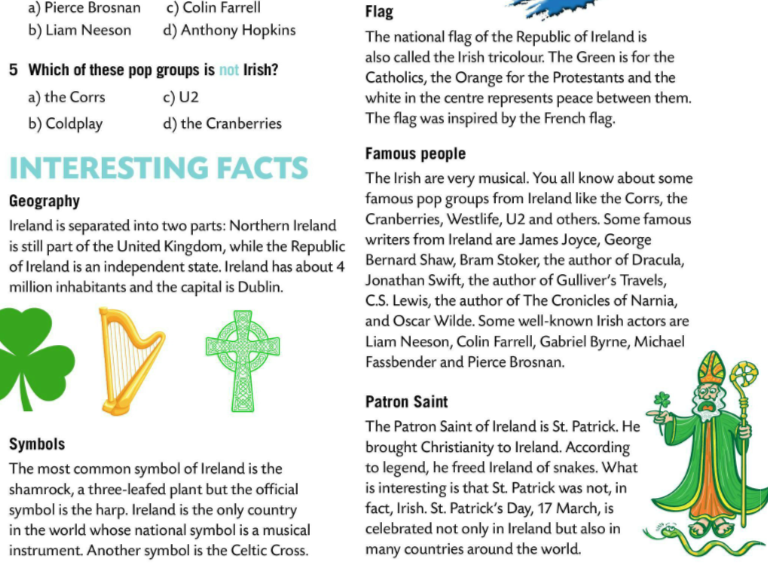 a) Pierce Brosnan c) Colin Farrell
b) Liam Neeson d) Anthony Hopkins
5 Which of these pop groups is not Irish?
a) the Corrs c) U2
b) Coldplay d) the Cranberries
INTERESTING FACTS
Geography
Ireland is separated into two parts: Northern Ireland
is still part of the United Kingdom, while the Republic
of Ireland is an independent state. Ireland has about 4
million inhabitants and the capital is Dublin.
Symbols
The most common symbol of Ireland is the
shamrock, a three-leafed plant but the official
symbol is the harp. Ireland is the only country
in the world whose national symbol is a musical
instrument. Another symbol is the Celtic Cross.
Flag
The national flag of the Republic of Ireland is
also called the Irish tricolour. The Green is for the
Catholics, the Orange for the Protestants and the
white in the centre represents peace between them.
The flag was inspired by the French flag.
Famous people
The Irish are very musical. You all know about some
famous pop groups from Ireland like the Corrs, the
Cranberries, Westlife, U2 and others. Some famous
writers from Ireland are James Joyce, George
Bernard Shaw, Bram Stoker, the author of Dracula,
Jonathan Swift, the author of Gulliver's Travels,
C.S. Lewis, the author of The Cronicles of Narnia,
and Oscar Wilde. Some well-known Irish actors are
Liam Neeson, Colin Farrell, Gabriel Byrne, Michael
Fassbender and Pierce Brosnan.
Patron Saint
The Patron Saint of Ireland is St. Patrick. He
brought Christianity to Ireland. According
to legend, he freed Ireland of snakes. What
is interesting is that St. Patrick was not, in
fact, Irish. St. Patrick's Day, 17 March, is
celebrated not only in Ireland but also in
many countries around the world.